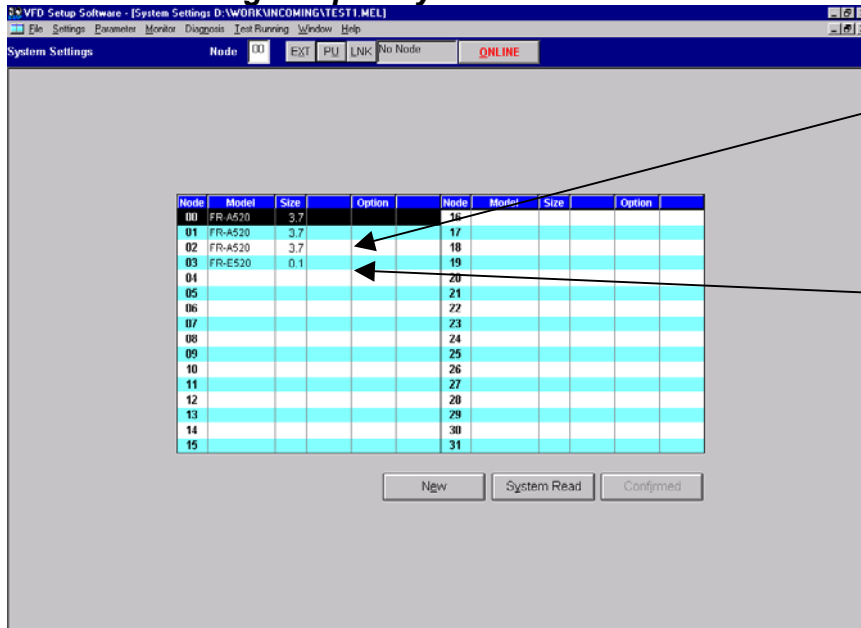 VFD Setup Software - [System Settings D:\WORK\INCOMING\TEST1.MEL]
File Settings Parameter Monitor Diagnosis Test Running Window Help
System Settings Node 00 EXT PU LNK No Node ONLINE
Node Model Size Option Node Model Size Option
00 FR-A520 3.7 16
01 FR-A520 3.7 17
02 FR-A520 3.7 18
03 FR-E520 0.1 19
04 20
05 21
06 22
07 23
08 24
09 25
10 26
11 27
12 28
13 29
14 30
15 31
New System Read Confirmed